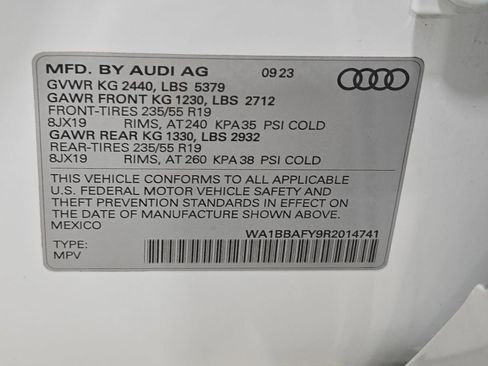 MFD. BY AUDI AG 09 23
GVWR KG 2440, LBS 5379
GAWR FRONT KG 1230, LBS 2712
FRONT-TIRES 235/55 R19
8JX19 RIMS, AT 240 KPA 35 PSI COLD
GAWR REAR KG 1330, LBS 2932
REAR-TIRES 235/55 R19
8JX19 RIMS, AT 260 KPA 38 PSI COLD
THIS VEHICLE CONFORMS TO ALL APPLICABLE
U.S. FEDERAL MOTOR VEHICLE SAFETY AND
THEFT PREVENTION STANDARDS IN EFFECT ON
THE DATE OF MANUFACTURE SHOWN ABOVE.
MEXICO
WA1BBAFY9R2014741
TYPE:
MPV